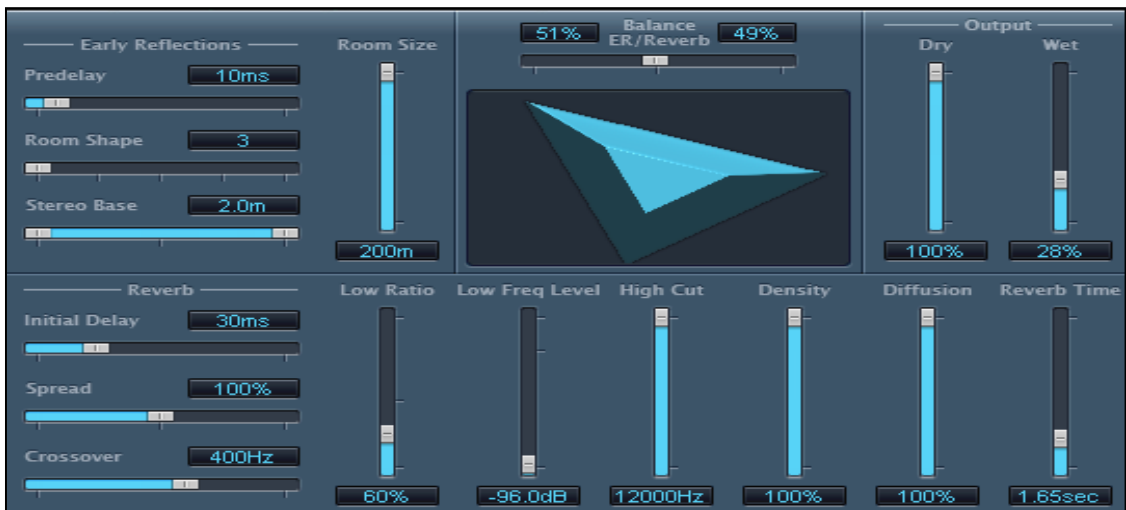 Early Reflections
Predelay 10ms
Room Shape 3
Stereo Base 2.0m
Room Size
200m
51% Balance ER/Reverb 49%
Output
Dry Wet
100% 28%
Reverb
Initial Delay 30ms
Spread 100%
Crossover 400Hz
Low Ratio Low Freq Level High Cut Density Diffusion Reverb Time
60% -96.0dB 12000Hz 100% 100% 1.65sec